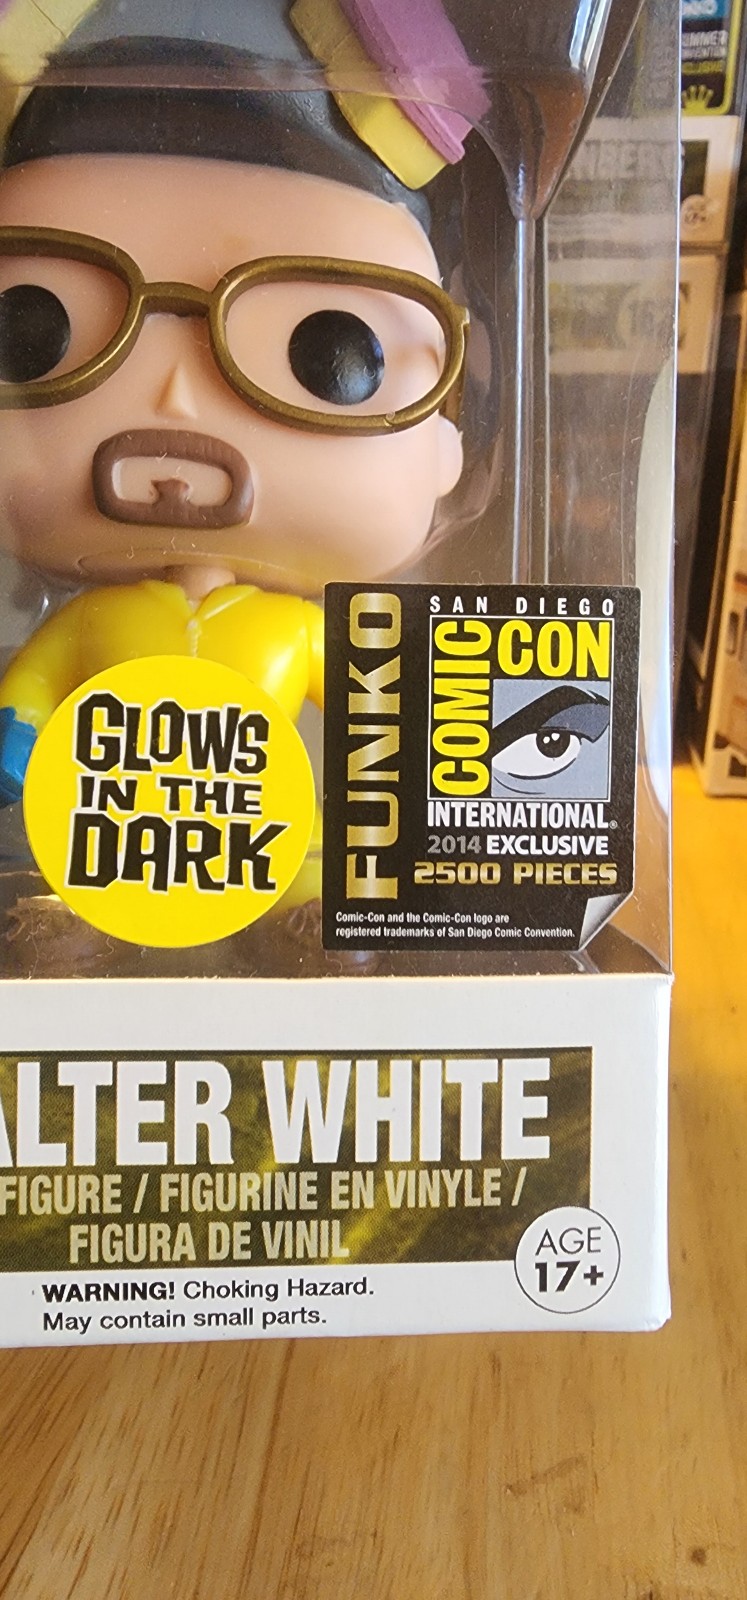 GLOWS
IN THE
DARK
FUNKO
SAN DIEGO
COMIC
CON
INTERNATIONAL®
2014 EXCLUSIVE
2500 PIECES
Comic-Con and the Comic-Con logo are
registered trademarks of San Diego Comic Convention.
ALTER WHITE
FIGURE / FIGURINE EN VINYLE /
FIGURA DE VINIL
AGE
17+
WARNING! Choking Hazard.
May contain small parts.